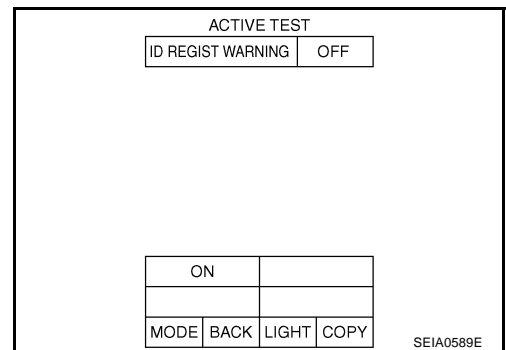 ACTIVE TEST
ID REGIST WARNING OFF
ON
MODE BACK LIGHT COPY
SEIA0589E